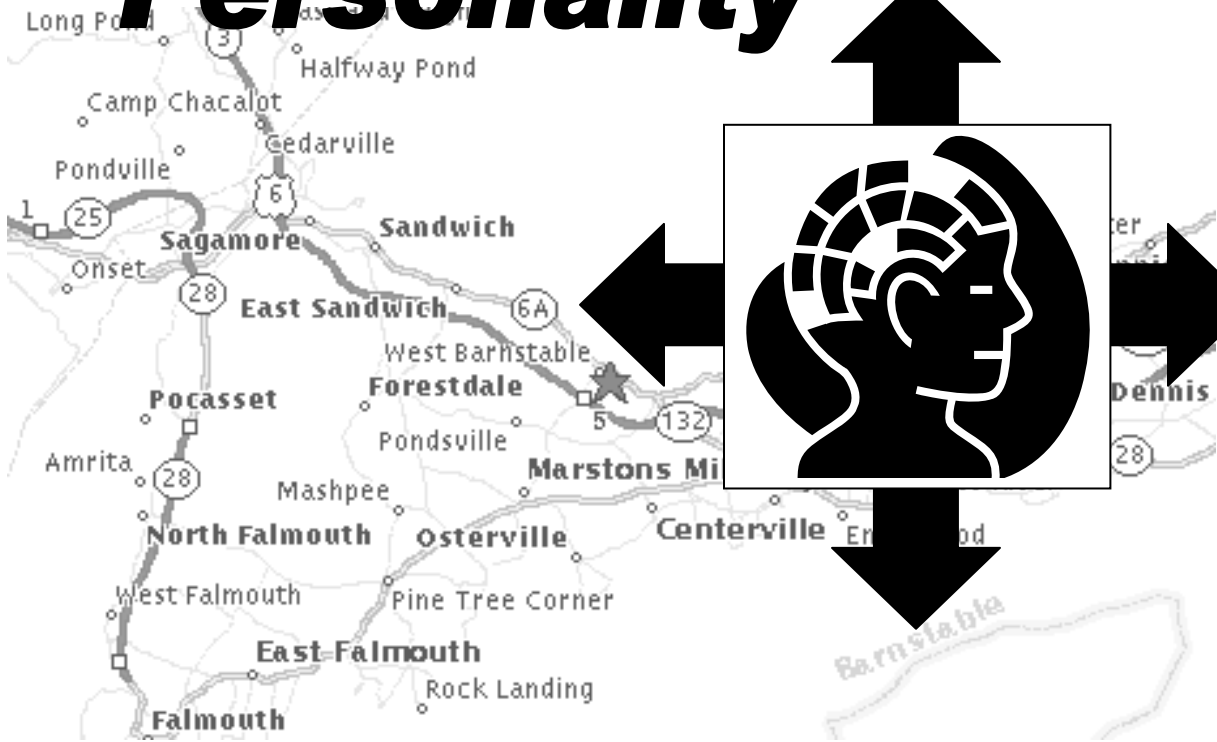 Personality
Long Pond
3
Halfway Pond
Camp Chacalot
Cedarville
Pondville
6
1
25
Sandwich
Sagamore
Onset
28
East Sandwich
6A
West Barnstable
Forestdale
Dennis
Pocasset
5
132
Pondsville
28
Amrita
Marstons Mi
28
Mashpee
North Falmouth
Osterville
Centerville
West Falmouth
Pine Tree Corner
Barnstable
East Falmouth
Rock Landing
Falmouth